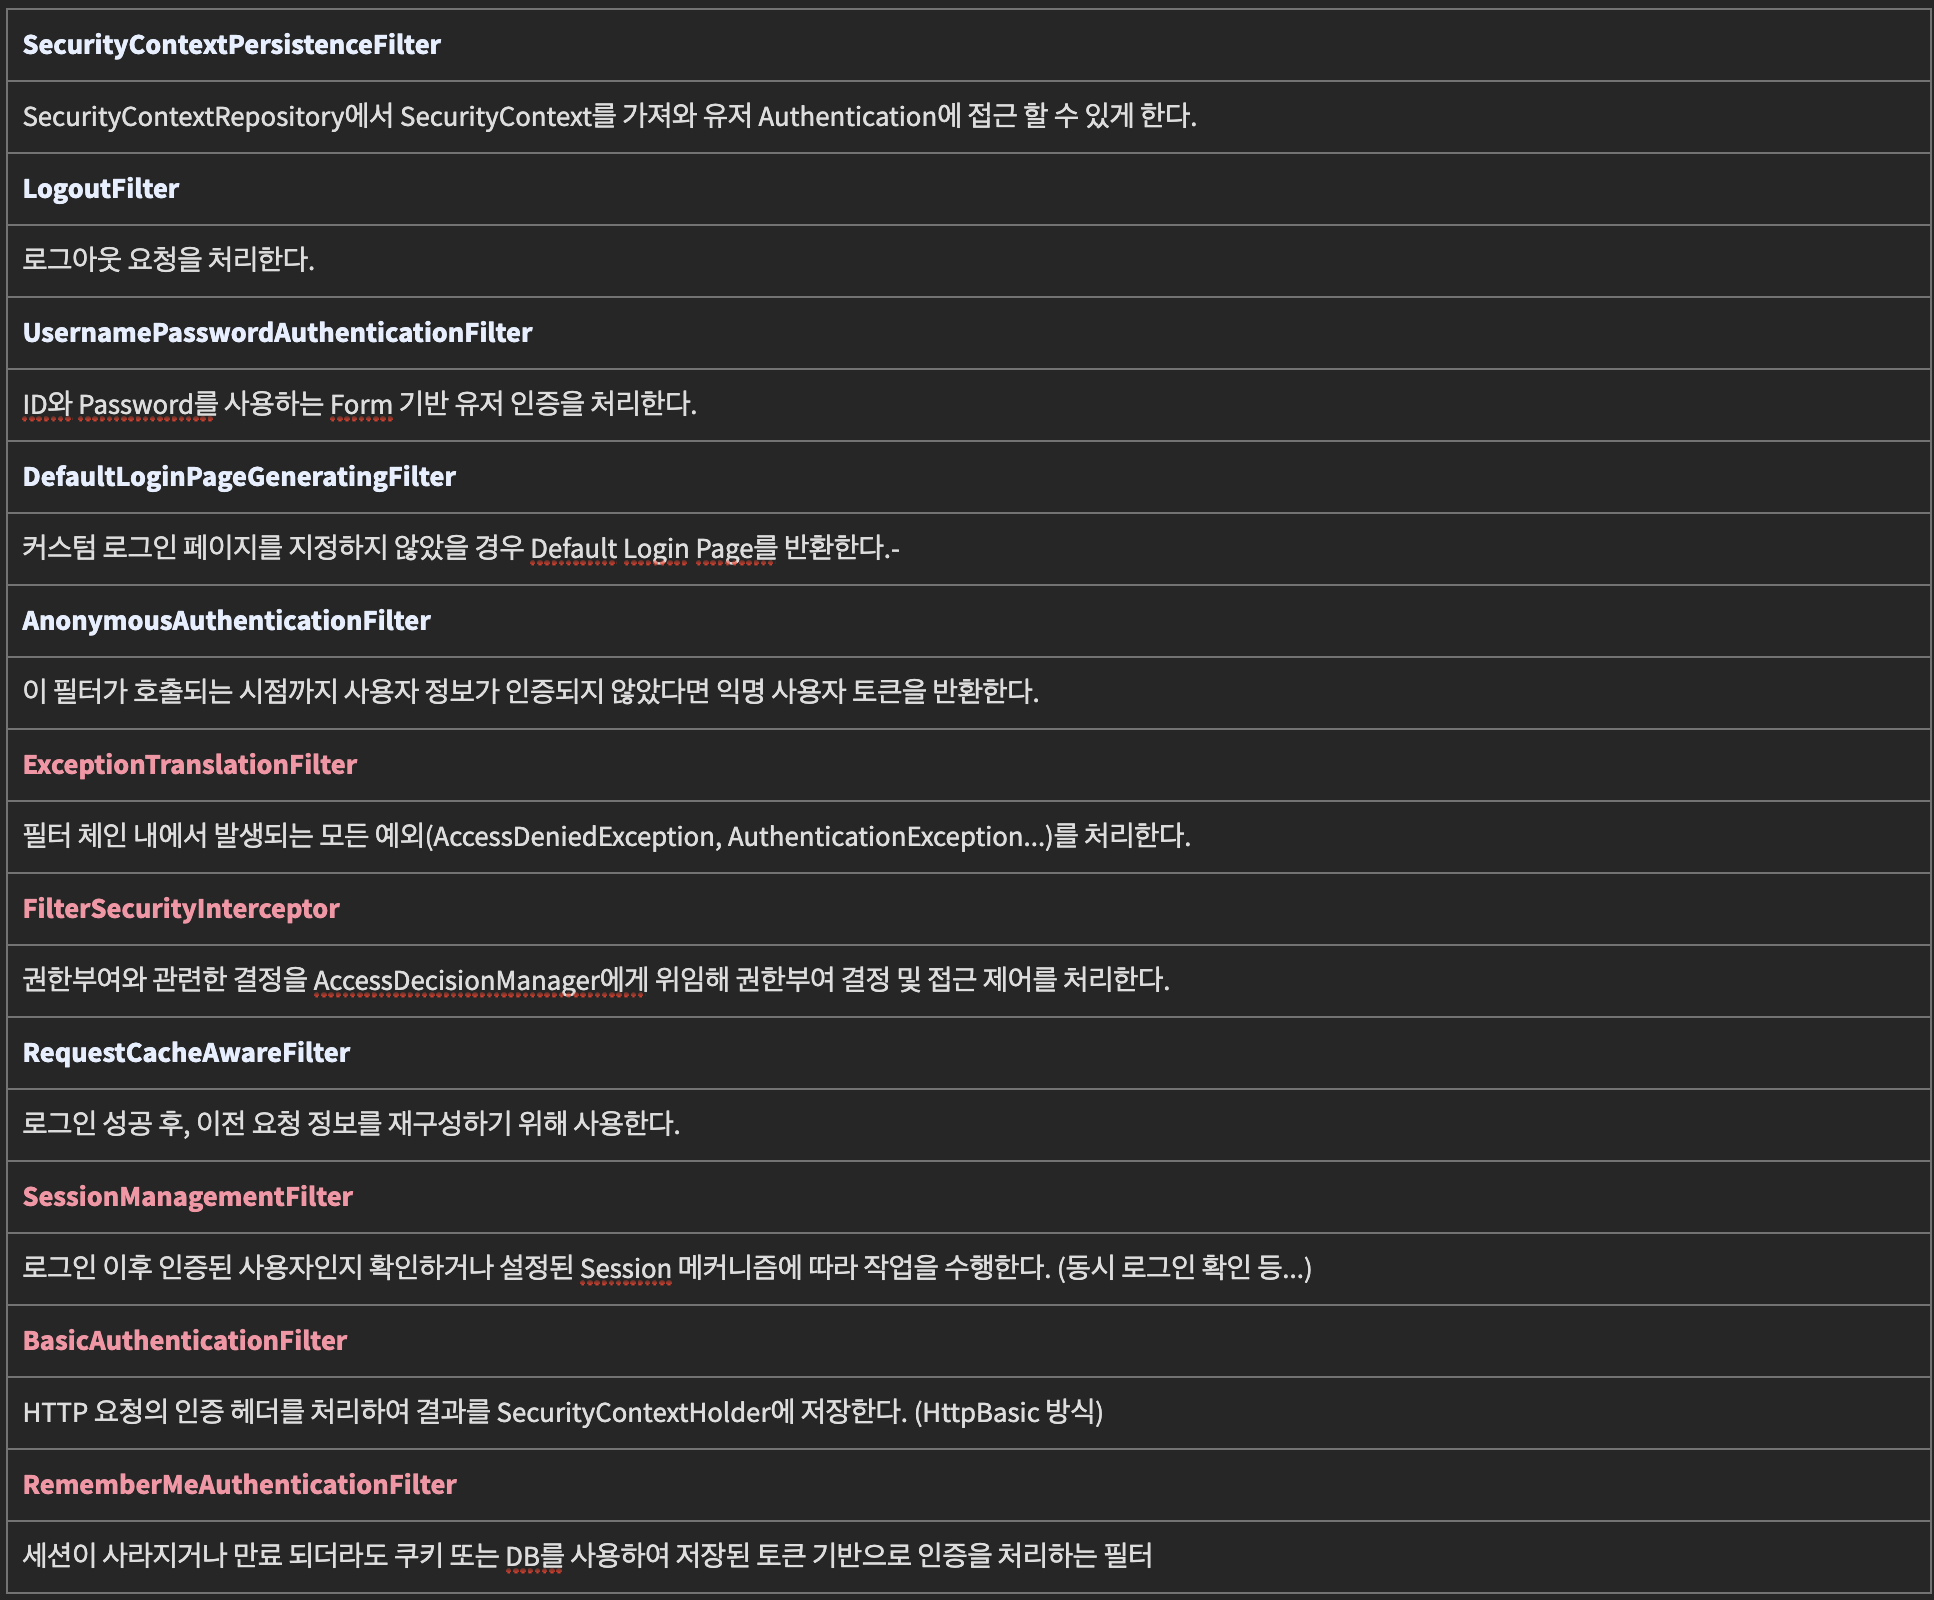 SecurityContextPersistenceFilter
SecurityContextRepository에서 SecurityContext를 가져와 유저 Authentication에 접근 할 수 있게 한다.
LogoutFilter
로그아웃 요청을 처리한다.
UsernamePasswordAuthenticationFilter
ID와 Password를 사용하는 Form 기반 유저 인증을 처리한다.
DefaultLoginPageGeneratingFilter
커스텀 로그인 페이지를 지정하지 않았을 경우 Default Login Page를 반환한다.-
AnonymousAuthenticationFilter
이 필터가 호출되는 시점까지 사용자 정보가 인증되지 않았다면 익명 사용자 토큰을 반환한다.
ExceptionTranslationFilter
필터 체인 내에서 발생되는 모든 예외(AccessDeniedException, AuthenticationException...)를 처리한다.
FilterSecurityInterceptor
권한부여와 관련한 결정을 AccessDecisionManager에게 위임해 권한부여 결정 및 접근 제어를 처리한다.
RequestCacheAwareFilter
로그인 성공 후, 이전 요청 정보를 재구성하기 위해 사용한다.
SessionManagementFilter
로그인 이후 인증된 사용자인지 확인하거나 설정된 Session 메커니즘에 따라 작업을 수행한다. (동시 로그인 확인 등...)
BasicAuthenticationFilter
HTTP 요청의 인증 헤더를 처리하여 결과를 SecurityContextHolder에 저장한다. (HttpBasic 방식)
RememberMeAuthenticationFilter
세션이 사라지거나 만료 되더라도 쿠키 또는 DB를 사용하여 저장된 토큰 기반으로 인증을 처리하는 필터